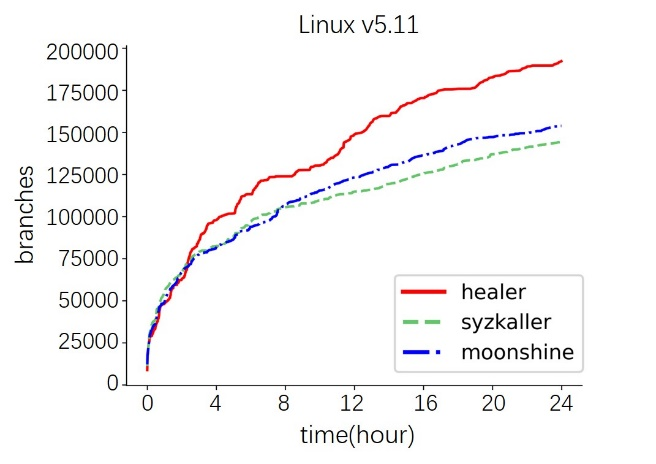 Linux v5.11
200000
175000
150000
125000
100000
75000
50000
25000
0
branches
healer
syzkaller
moonshine
0 4 8 12 16 20 24
time(hour)